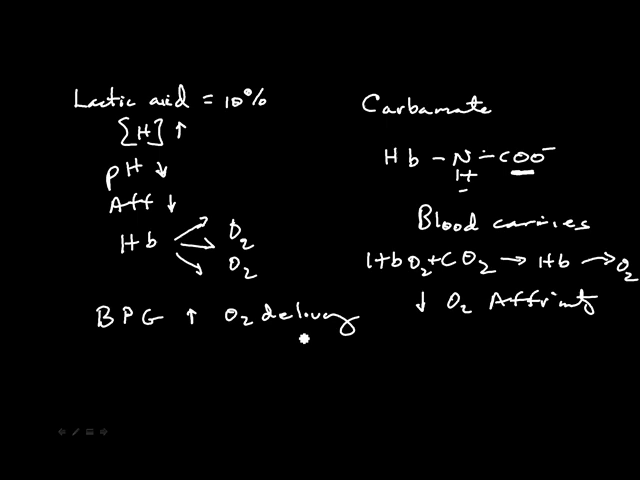 Lactic acid = 10%
[H] ↑
pH ↓
Aff ↓
Hb → O2
O2
BPG ↑ O2 delivery
Carbamate
Hb - N - COO-
H
Blood carries
HbO2 + CO2 → Hb → O2
↓ O2 Affinity